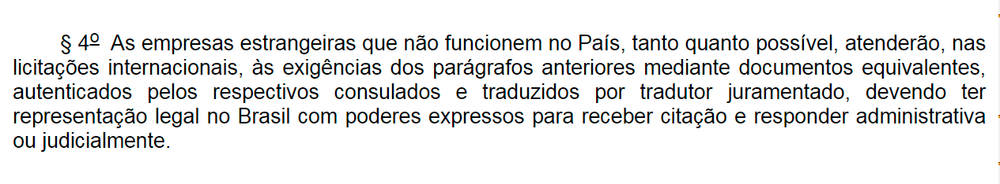 § 4º As empresas estrangeiras que não funcionem no País, tanto quanto possível, atenderão, nas
licitações internacionais, às exigências dos parágrafos anteriores mediante documentos equivalentes,
autenticados pelos respectivos consulados e traduzidos por tradutor juramentado, devendo ter
representação legal no Brasil com poderes expressos para receber citação e responder administrativa
ou judicialmente.